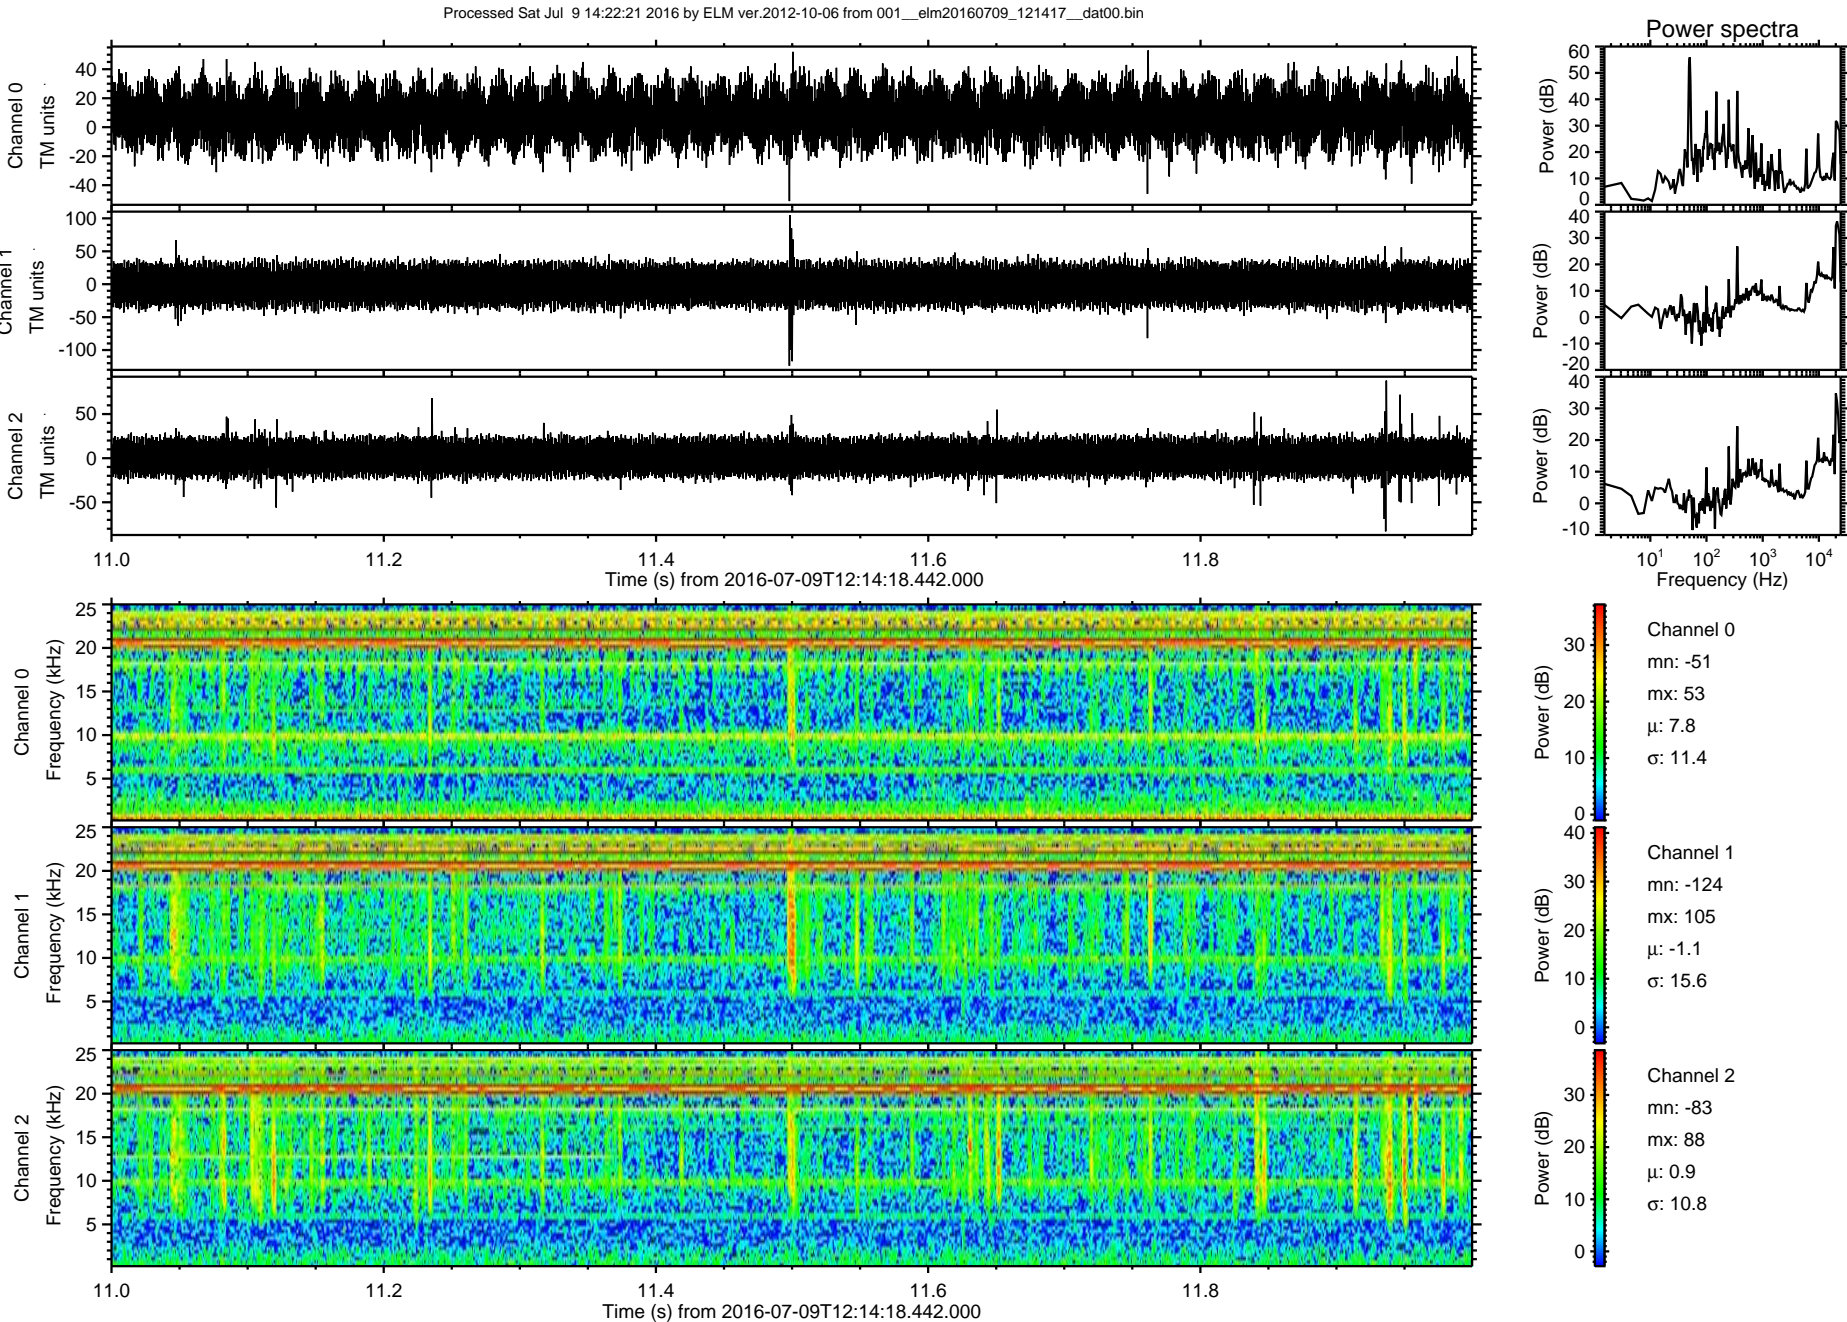 Processed Sat Jul 9 14:22:21 2016 by ELM ver.2012-10-06 from 001__elm20160709_121417__dat00.bin
Power spectra
Channel 0
TM units
40
20
0
-20
-40
Power (dB)
60
50
40
30
20
10
0
Channel 1
TM units
100
50
0
-50
-100
Power (dB)
40
30
20
10
0
-10
-20
Channel 2
TM units
50
0
-50
Power (dB)
40
30
20
10
0
-10
11.0 11.2 11.4 11.6 11.8
Time (s) from 2016-07-09T12:14:18.442.000
10¹ 10² 10³ 10⁴
Frequency (Hz)
Channel 0
Frequency (kHz)
25
20
15
10
5
Power (dB)
30
20
10
0
Channel 0
mn: -51
mx: 53
μ: 7.8
σ: 11.4
Channel 1
Frequency (kHz)
25
20
15
10
5
Power (dB)
40
30
20
10
0
Channel 1
mn: -124
mx: 105
μ: -1.1
σ: 15.6
Channel 2
Frequency (kHz)
25
20
15
10
5
Power (dB)
30
20
10
0
Channel 2
mn: -83
mx: 88
μ: 0.9
σ: 10.8
11.0 11.2 11.4 11.6 11.8
Time (s) from 2016-07-09T12:14:18.442.000